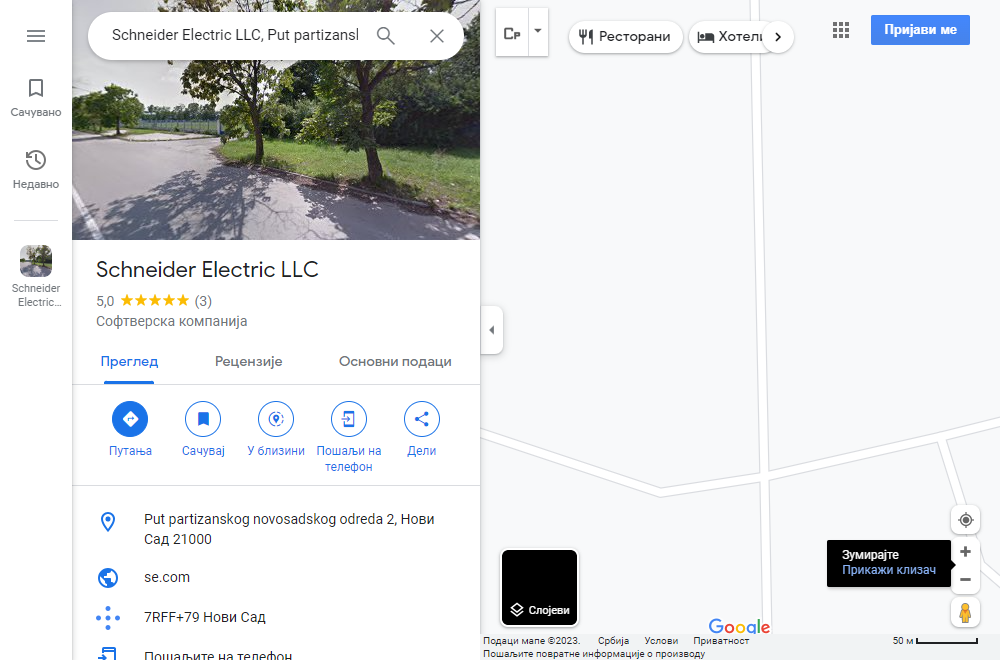 Schneider Electric LLC, Put partizansl
Сачувано
Недавно
Schneider
Electric...
Schneider Electric LLC
5,0 (3)
Софтверска компанија
Преглед Рецензије Основни подаци
Путања Сачувај У близини Пошаљи на телефон Дели
Put partizanskog novosadskog odreda 2, Нови
Сад 21000
se.com
7RFF+79 Нови Сад
Пошаљите на телефон
Ср
Ресторани Хотели
Пријави ме
Зумирајте
Прикажи клизач
Слојеви
Google
Подаци мапе ©2023. Србија Услови Приватност 50 м
Пошаљите повратне информације о производу